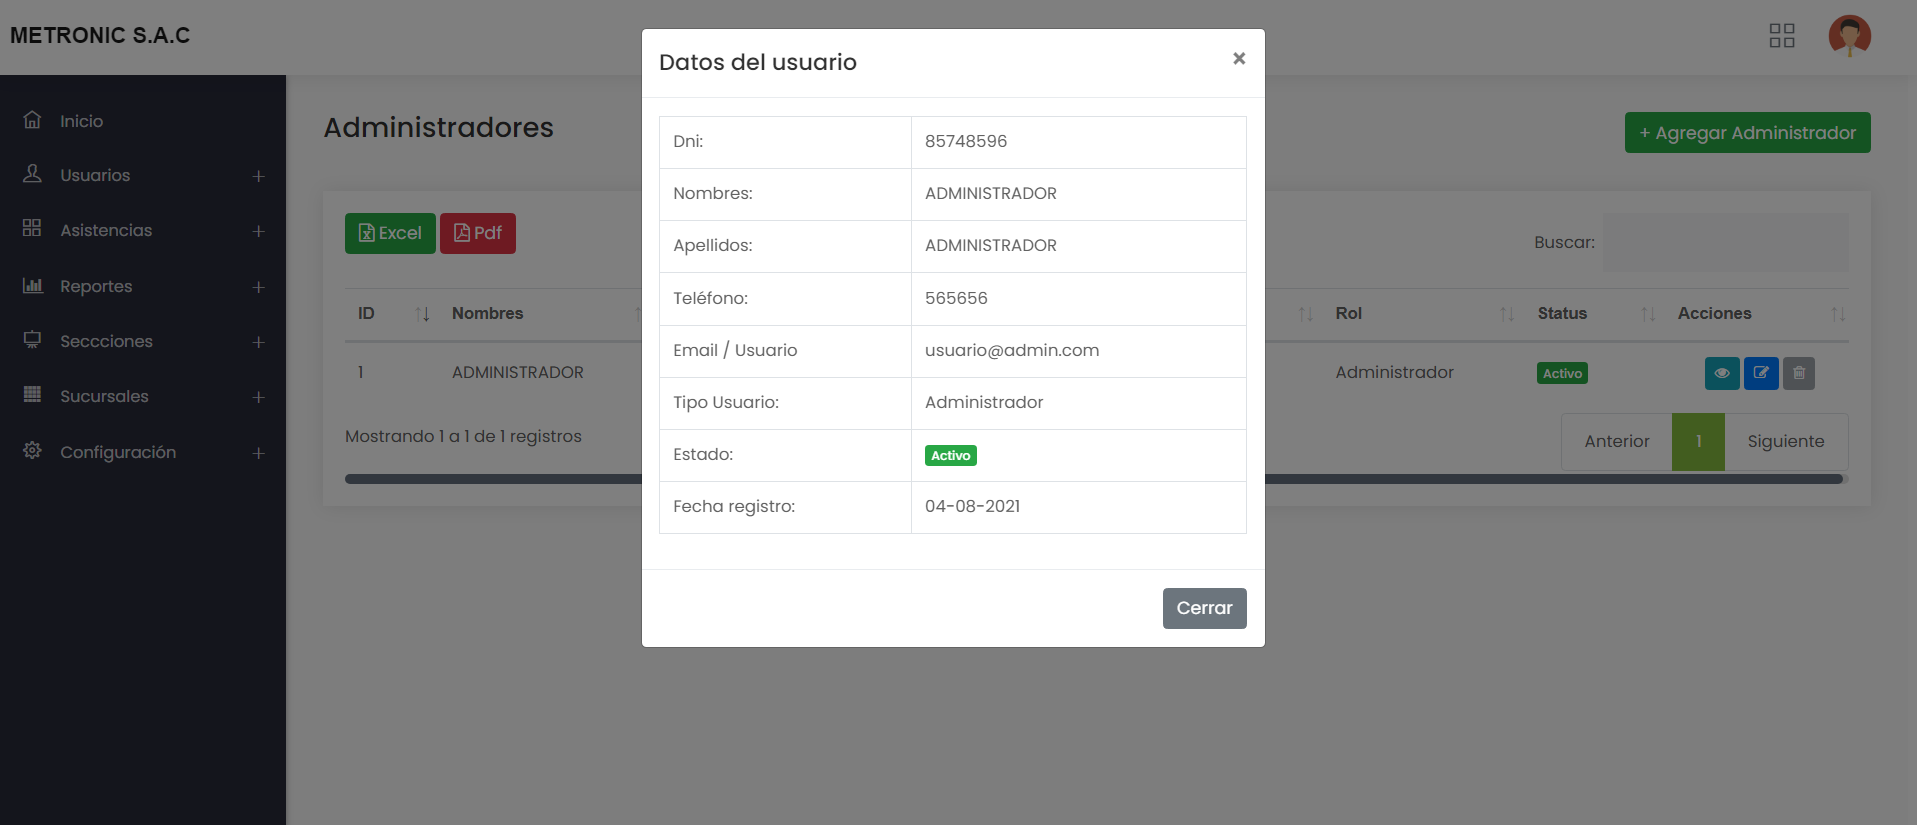 METRONIC S.A.C
Inicio
Usuarios +
Asistencias +
Reportes +
Seccciones +
Sucursales +
Configuración +
Administradores
+ Agregar Administrador
Excel Pdf
Buscar:
ID Nombres Rol Status Acciones
1 ADMINISTRADOR Administrador Activo
Mostrando 1 a 1 de 1 registros
Anterior 1 Siguiente
Datos del usuario ×
Dni: 85748596
Nombres: ADMINISTRADOR
Apellidos: ADMINISTRADOR
Teléfono: 565656
Email / Usuario usuario@admin.com
Tipo Usuario: Administrador
Estado: Activo
Fecha registro: 04-08-2021
Cerrar